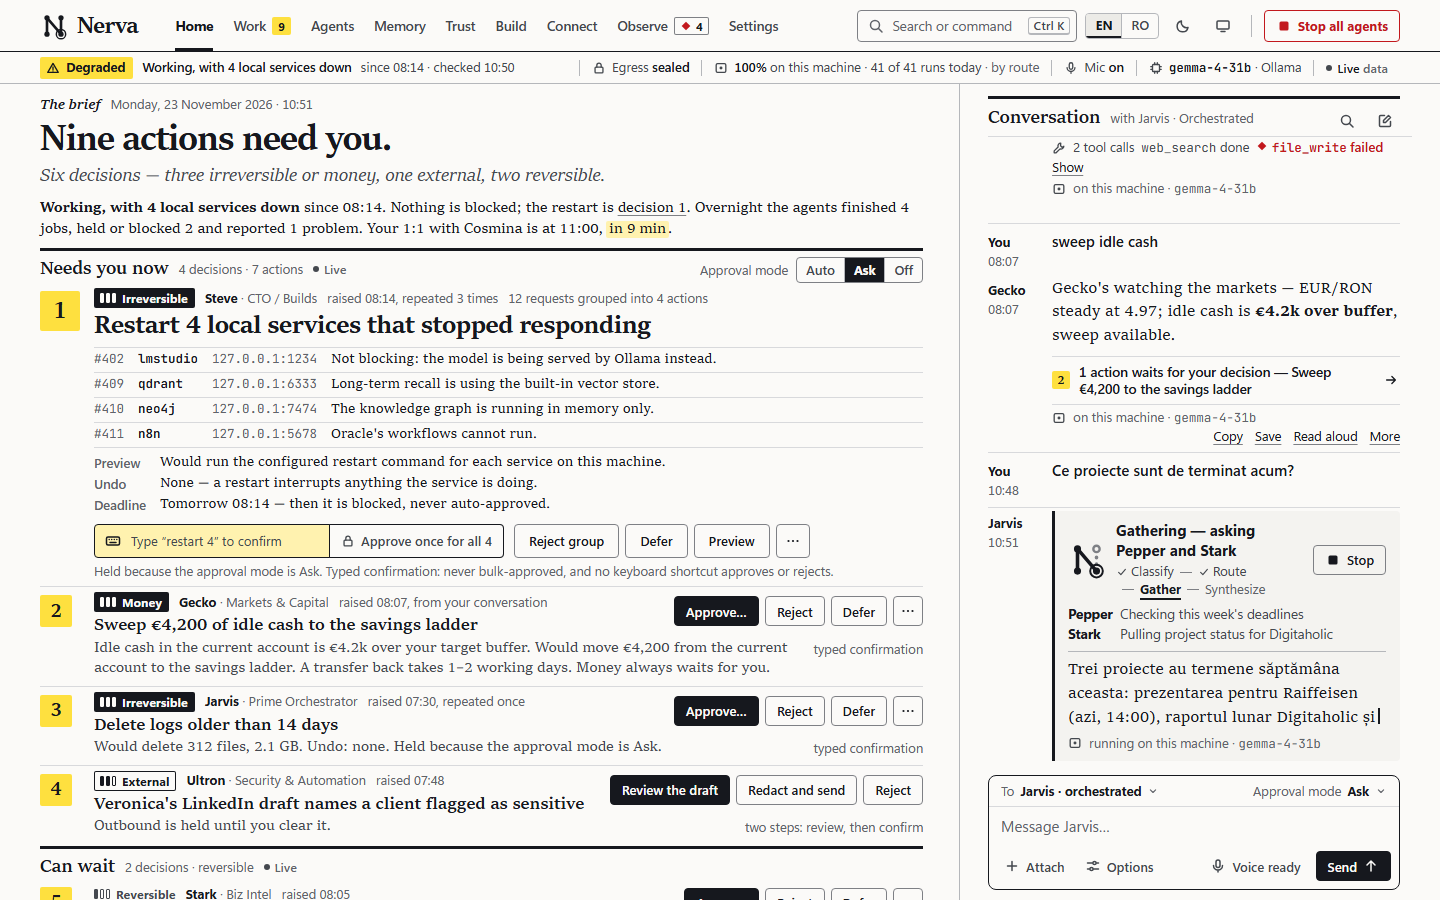 Nerva Home Work 9 Agents Memory Trust Build Connect Observe 4 Settings Search or command Ctrl K EN RO Stop all agents
Degraded Working, with 4 local services down since 08:14 · checked 10:50 Egress sealed 100% on this machine · 41 of 41 runs today · by route Mic on gemma-4-31b · Ollama Live data
The brief Monday, 23 November 2026 · 10:51
Nine actions need you.
Six decisions — three irreversible or money, one external, two reversible.
Working, with 4 local services down since 08:14. Nothing is blocked; the restart is decision 1. Overnight the agents finished 4
jobs, held or blocked 2 and reported 1 problem. Your 1:1 with Cosmina is at 11:00, in 9 min.
Needs you now 4 decisions · 7 actions Live Approval mode Auto Ask Off
1 Irreversible Steve · CTO / Builds raised 08:14, repeated 3 times 12 requests grouped into 4 actions
Restart 4 local services that stopped responding
#402 lmstudio 127.0.0.1:1234 Not blocking: the model is being served by Ollama instead.
#409 qdrant 127.0.0.1:6333 Long-term recall is using the built-in vector store.
#410 neo4j 127.0.0.1:7474 The knowledge graph is running in memory only.
#411 n8n 127.0.0.1:5678 Oracle's workflows cannot run.
Preview Would run the configured restart command for each service on this machine.
Undo None — a restart interrupts anything the service is doing.
Deadline Tomorrow 08:14 — then it is blocked, never auto-approved.
Type “restart 4” to confirm Approve once for all 4 Reject group Defer Preview ···
Held because the approval mode is Ask. Typed confirmation: never bulk-approved, and no keyboard shortcut approves or rejects.
2 Money Gecko · Markets & Capital raised 08:07, from your conversation
Sweep €4,200 of idle cash to the savings ladder
Approve... Reject Defer ···
Idle cash in the current account is €4.2k over your target buffer. Would move €4,200 from the current
account to the savings ladder. A transfer back takes 1–2 working days. Money always waits for you.
typed confirmation
3 Irreversible Jarvis · Prime Orchestrator raised 07:30, repeated once
Delete logs older than 14 days
Approve... Reject Defer ···
Would delete 312 files, 2.1 GB. Undo: none. Held because the approval mode is Ask.
typed confirmation
4 External Ultron · Security & Automation raised 07:48
Veronica's LinkedIn draft names a client flagged as sensitive
Review the draft Redact and send Reject
Outbound is held until you clear it.
two steps: review, then confirm
Can wait 2 decisions · reversible Live
Reversible Stark · Biz Intel raised 08:05
Conversation with Jarvis · Orchestrated
2 tool calls web_search done file_write failed
Show
on this machine · gemma-4-31b
You sweep idle cash
08:07
Gecko Gecko's watching the markets — EUR/RON
08:07 steady at 4.97; idle cash is €4.2k over buffer,
sweep available.
2 1 action waits for your decision — Sweep
€4,200 to the savings ladder
on this machine · gemma-4-31b
Copy Save Read aloud More
You Ce proiecte sunt de terminat acum?
10:48
Jarvis
10:51
Gathering — asking
Pepper and Stark
Classify — Route
— Gather — Synthesize
Stop
Pepper Checking this week's deadlines
Stark Pulling project status for Digitaholic
Trei proiecte au termene săptămâna
aceasta: prezentarea pentru Raiffeisen
(azi, 14:00), raportul lunar Digitaholic și
running on this machine · gemma-4-31b
To Jarvis · orchestrated Approval mode Ask
Message Jarvis...
Attach Options Voice ready Send